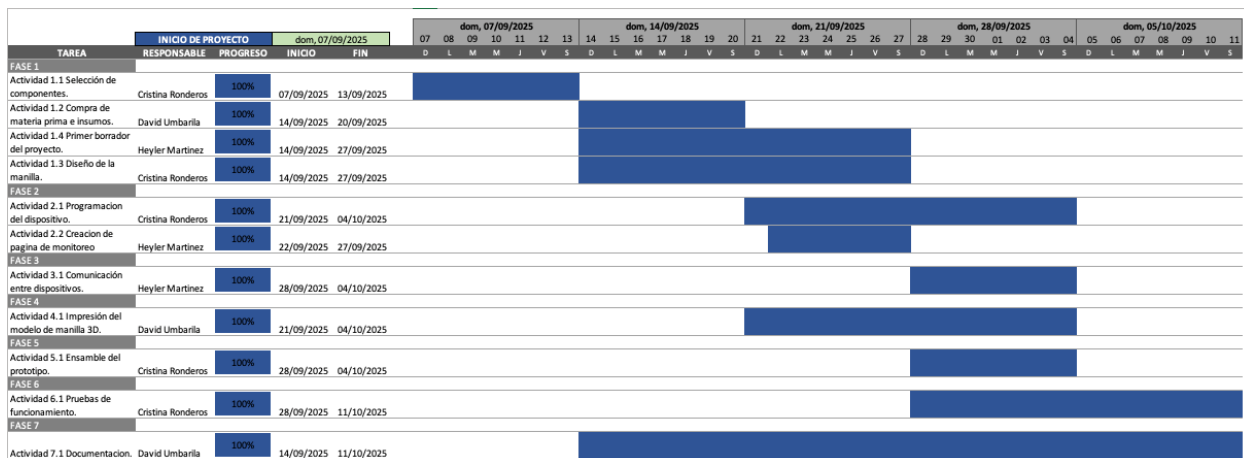 dom, 07/09/2025 dom, 14/09/2025 dom, 21/09/2025 dom, 28/09/2025 dom, 05/10/2025
INICIO DE PROYECTO dom, 07/09/2025 07 08 09 10 11 12 13 14 15 16 17 18 19 20 21 22 23 24 25 26 27 28 29 30 01 02 03 04 05 06 07 08 09 10 11
TAREA RESPONSABLE PROGRESO INICIO FIN D L M M J V S D L M M J V S D L M M J V S D L M M J V S D L M M J V S
FASE 1
Actividad 1.1 Selección de
componentes. Cristina Ronderos 100% 07/09/2025 13/09/2025
Actividad 1.2 Compra de
materia prima e insumos. David Umbarila 100% 14/09/2025 20/09/2025
Actividad 1.4 Primer borrador
del proyecto. Heyler Martinez 100% 14/09/2025 27/09/2025
Actividad 1.3 Diseño de la
manilla. Cristina Ronderos 100% 14/09/2025 27/09/2025
FASE 2
Actividad 2.1 Programacion
del dispositivo. Cristina Ronderos 100% 21/09/2025 04/10/2025
Actividad 2.2 Creacion de
pagina de monitoreo Heyler Martinez 100% 22/09/2025 27/09/2025
FASE 3
Actividad 3.1 Comunicación
entre dispositivos. Heyler Martinez 100% 28/09/2025 04/10/2025
FASE 4
Actividad 4.1 Impresión del
modelo de manilla 3D. David Umbarila 100% 21/09/2025 04/10/2025
FASE 5
Actividad 5.1 Ensamble del
prototipo. Cristina Ronderos 100% 28/09/2025 04/10/2025
FASE 6
Actividad 6.1 Pruebas de
funcionamiento. Cristina Ronderos 100% 28/09/2025 11/10/2025
FASE 7
Actividad 7.1 Documentacion. David Umbarila 100% 14/09/2025 11/10/2025